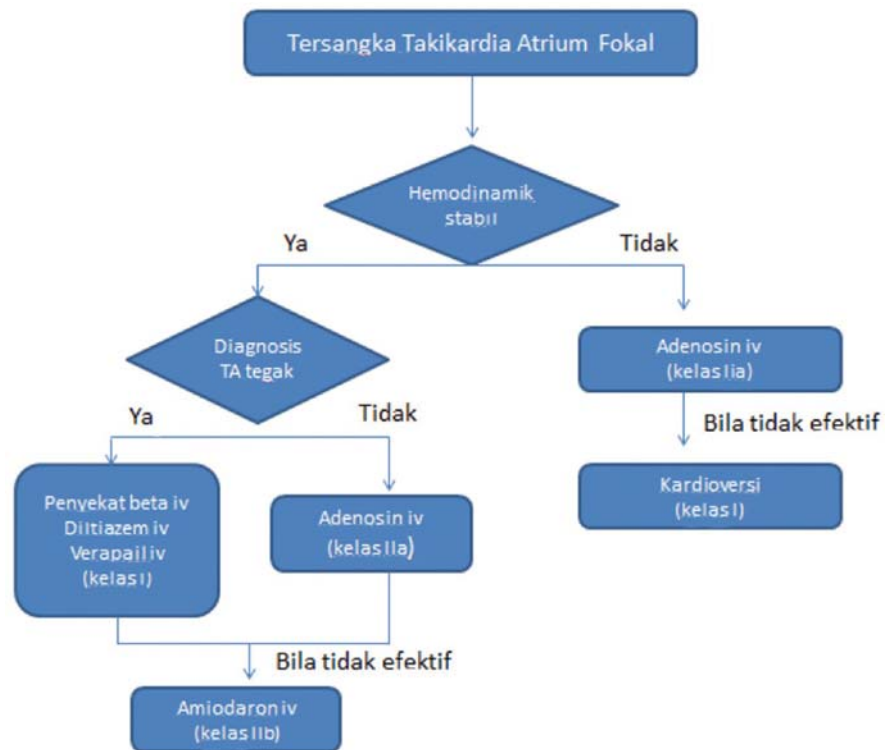 Tersangka Takikardia Atrium Fokal
Hemodinamik
stabil
Ya
Tidak
Diagnosis
TA tegak
Adenosin iv
(kelas IIa)
Ya
Tidak
Bila tidak efektif
Penyekat beta iv
Diltiazem iv
Verapail iv
(kelas I)
Adenosin iv
(kelas IIa)
Kardioversi
(kelas I)
Bila tidak efektif
Amiodaron iv
(kelas IIb)